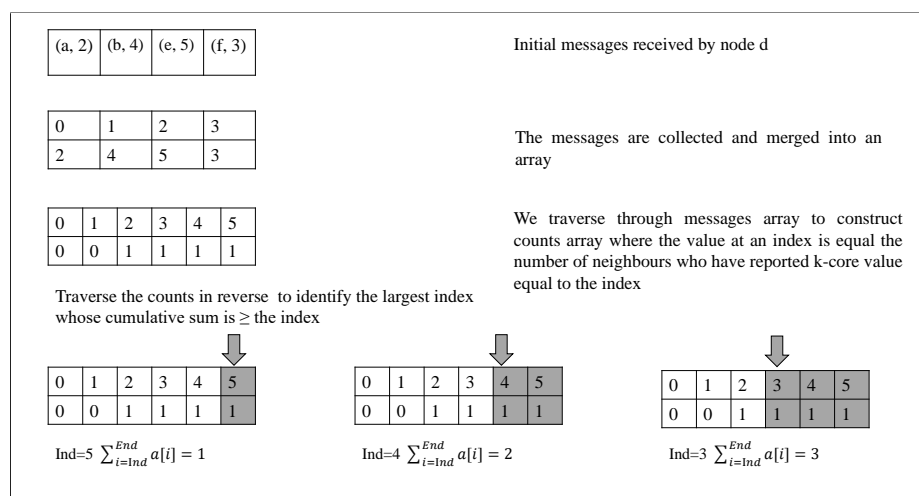 (a, 2) (b, 4) (e, 5) (f, 3)
Initial messages received by node d
0 1 2 3
2 4 5 3
The messages are collected and merged into an
array
0 1 2 3 4 5
0 0 1 1 1 1
We traverse through messages array to construct
counts array where the value at an index is equal the
number of neighbours who have reported k-core value
equal to the index
Traverse the counts in reverse to identify the largest index
whose cumulative sum is ≥ the index
0 1 2 3 4 5
0 0 1 1 1 1
Ind=5 ∑_{i=Ind}^{End} a[i] = 1
0 1 2 3 4 5
0 0 1 1 1 1
Ind=4 ∑_{i=Ind}^{End} a[i] = 2
0 1 2 3 4 5
0 0 1 1 1 1
Ind=3 ∑_{i=Ind}^{End} a[i] = 3